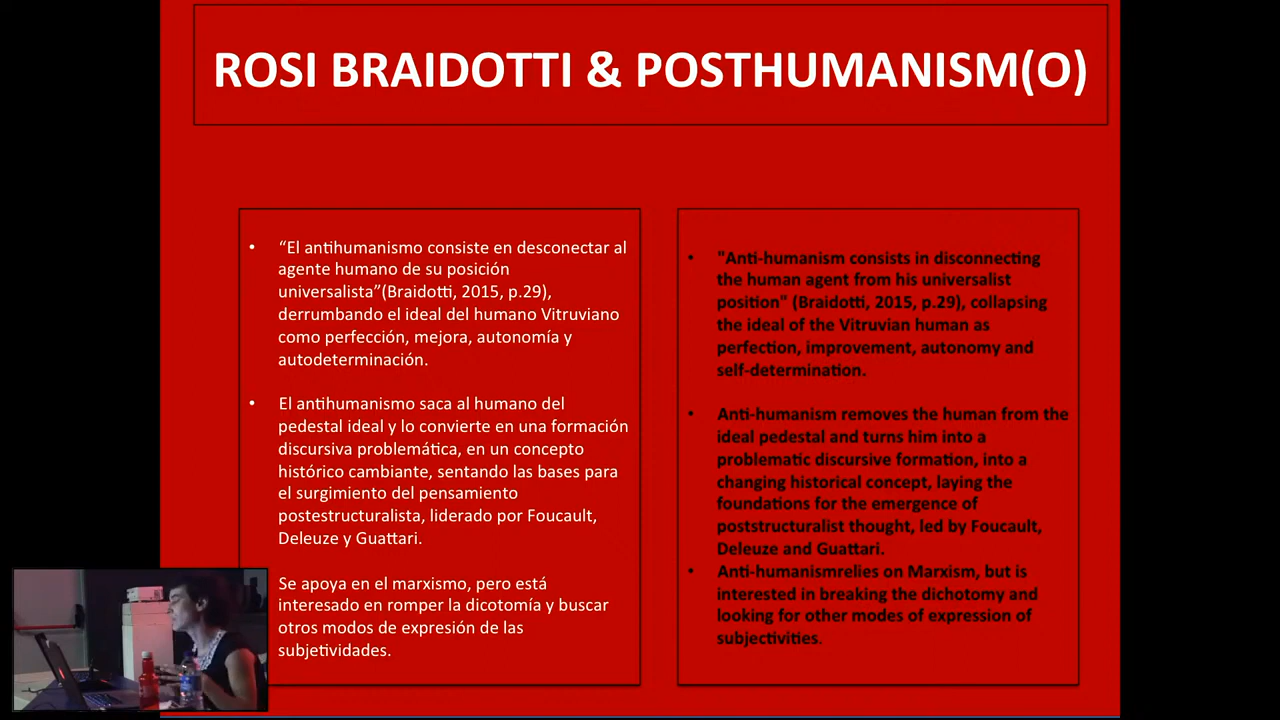 ROSI BRAIDOTTI & POSTHUMANISM(O)
• “El antihumanismo consiste en desconectar al
agente humano de su posición
universalista”(Braidotti, 2015, p.29),
derrumbando el ideal del humano Vitruviano
como perfección, mejora, autonomía y
autodeterminación.
• El antihumanismo saca al humano del
pedestal ideal y lo convierte en una formación
discursiva problemática, en un concepto
histórico cambiante, sentando las bases para
el surgimiento del pensamiento
postestructuralista, liderado por Foucault,
Deleuze y Guattari.
Se apoya en el marxismo, pero está
interesado en romper la dicotomía y buscar
otros modos de expresión de las
subjetividades.
• "Anti-humanism consists in disconnecting
the human agent from his universalist
position" (Braidotti, 2015, p.29), collapsing
the ideal of the Vitruvian human as
perfection, improvement, autonomy and
self-determination.
• Anti-humanism removes the human from the
ideal pedestal and turns him into a
problematic discursive formation, into a
changing historical concept, laying the
foundations for the emergence of
poststructuralist thought, led by Foucault,
Deleuze and Guattari.
• Anti-humanismrelies on Marxism, but is
interested in breaking the dichotomy and
looking for other modes of expression of
subjectivities.